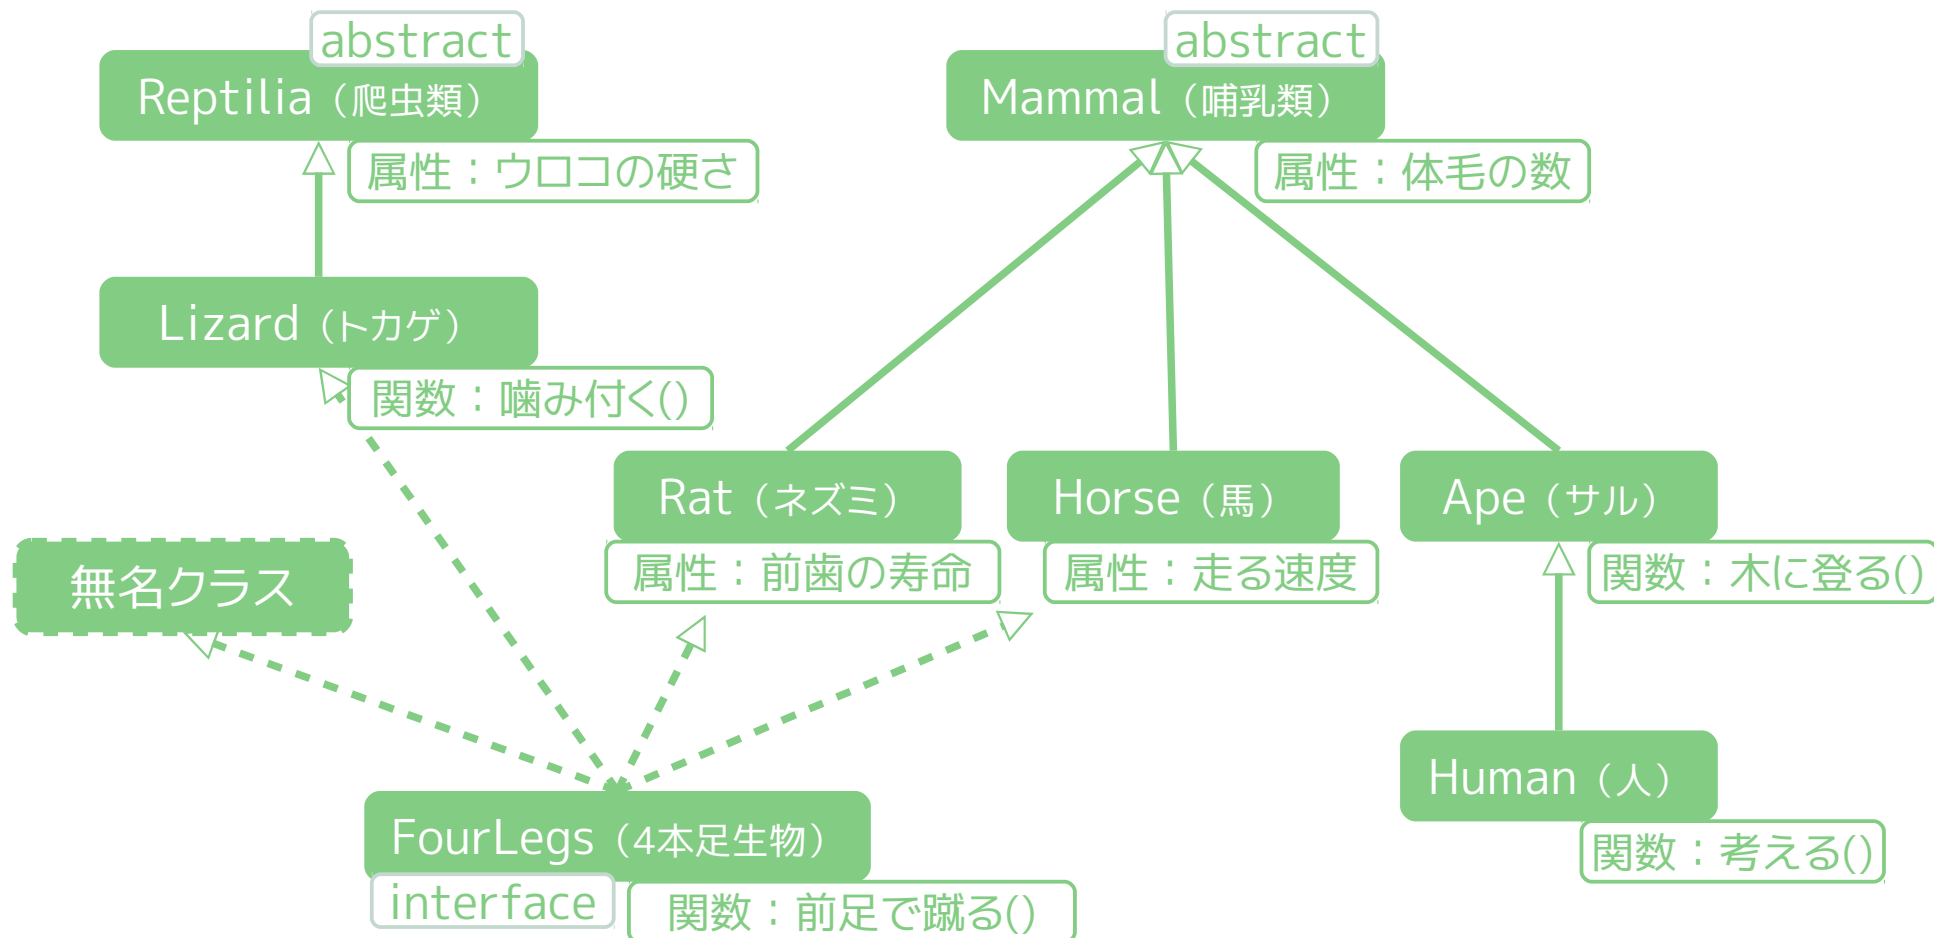 abstract
Reptilia（爬虫類）
属性：ウロコの硬さ
abstract
Mammal（哺乳類）
属性：体毛の数
Lizard（トカゲ）
関数：噛み付く()
Rat（ネズミ）
属性：前歯の寿命
Horse（馬）
属性：走る速度
Ape（サル）
関数：木に登る()
無名クラス
Human（人）
関数：考える()
FourLegs（4本足生物）
interface
関数：前足で蹴る()